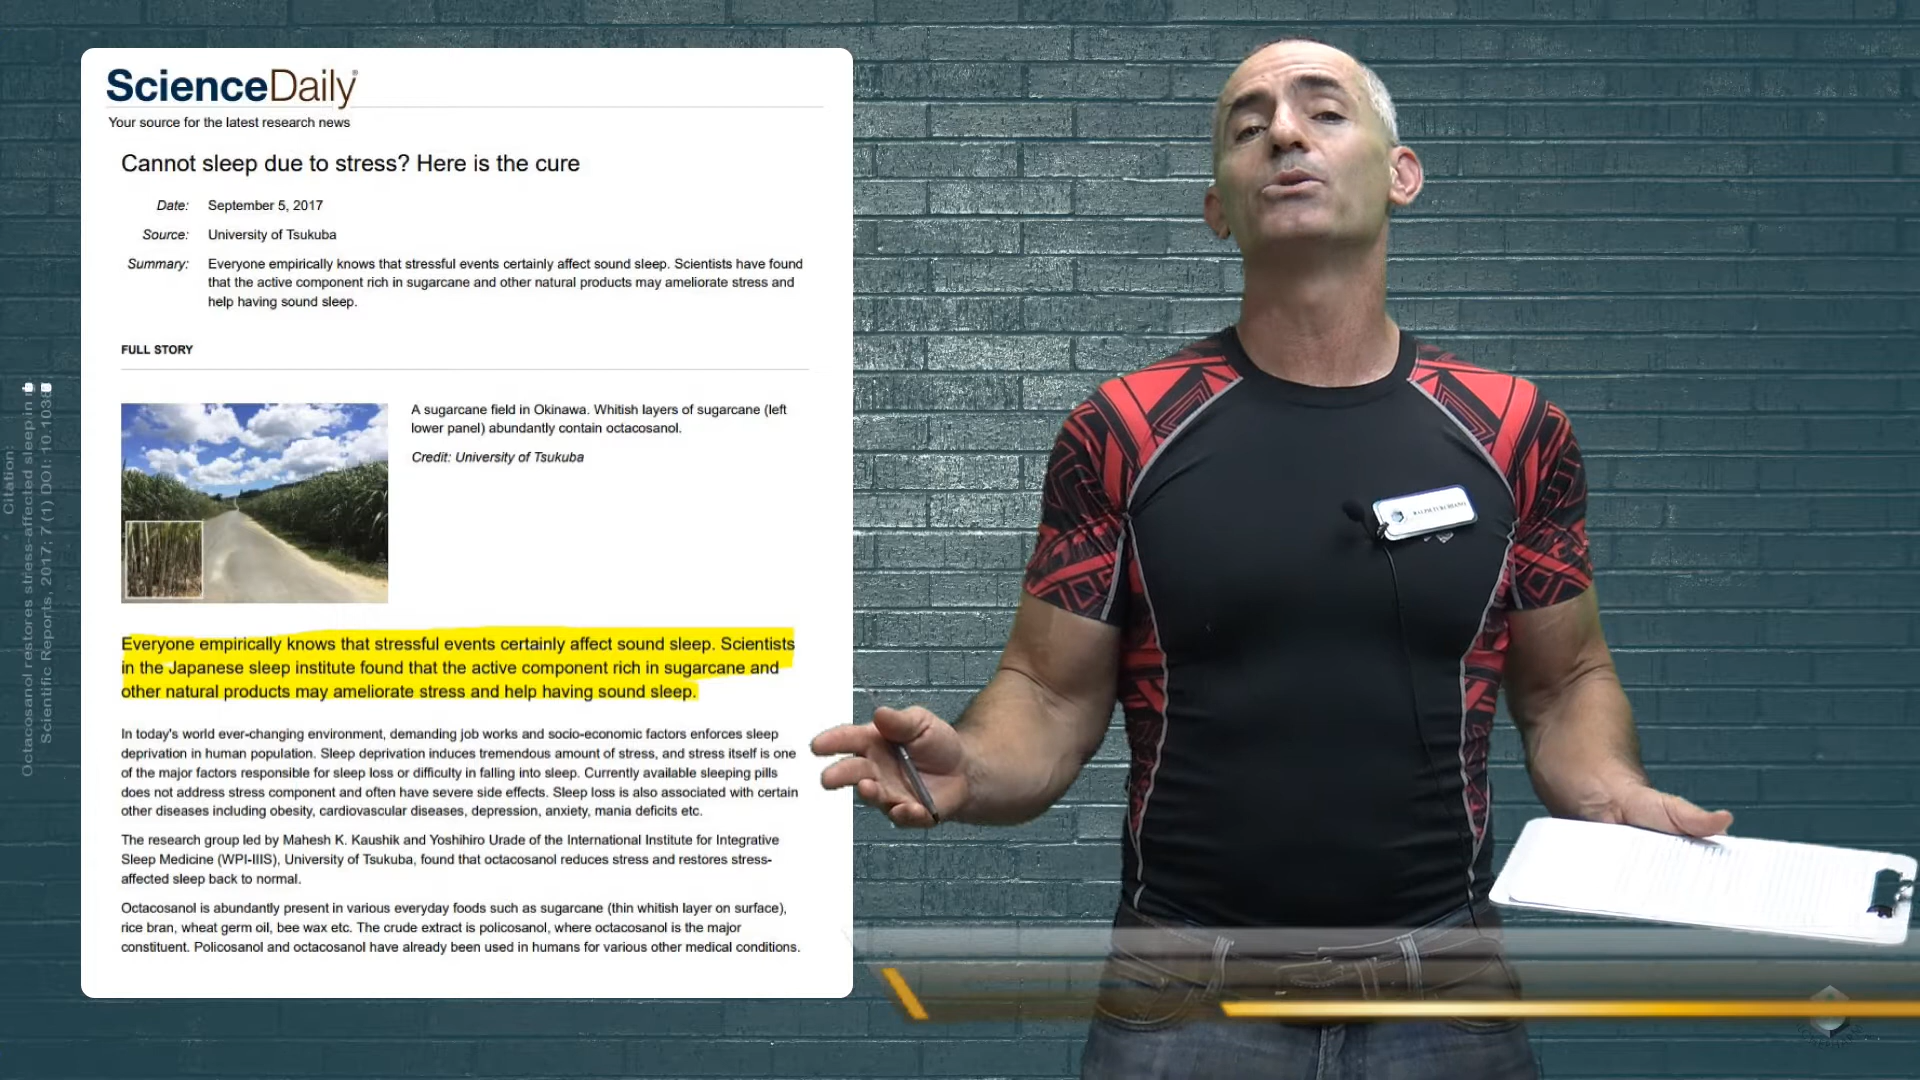 ScienceDaily
Your source for the latest research news
Cannot sleep due to stress? Here is the cure
Date: September 5, 2017
Source: University of Tsukuba
Summary: Everyone empirically knows that stressful events certainly affect sound sleep. Scientists have found
that the active component rich in sugarcane and other natural products may ameliorate stress and
help having sound sleep.
FULL STORY
A sugarcane field in Okinawa. Whitish layers of sugarcane (left
lower panel) abundantly contain octacosanol.
Credit: University of Tsukuba
Everyone empirically knows that stressful events certainly affect sound sleep. Scientists
in the Japanese sleep institute found that the active component rich in sugarcane and
other natural products may ameliorate stress and help having sound sleep.
In today's world ever-changing environment, demanding job works and socio-economic factors enforces sleep
deprivation in human population. Sleep deprivation induces tremendous amount of stress, and stress itself is one
of the major factors responsible for sleep loss or difficulty in falling into sleep. Currently available sleeping pills
does not address stress component and often have severe side effects. Sleep loss is also associated with certain
other diseases including obesity, cardiovascular diseases, depression, anxiety, mania deficits etc.
The research group led by Mahesh K. Kaushik and Yoshihiro Urade of the International Institute for Integrative
Sleep Medicine (WPI-IIIS), University of Tsukuba, found that octacosanol reduces stress and restores stress-
affected sleep back to normal.
Octacosanol is abundantly present in various everyday foods such as sugarcane (thin whitish layer on surface),
rice bran, wheat germ oil, bee wax etc. The crude extract is policosanol, where octacosanol is the major
constituent. Policosanol and octacosanol have already been used in humans for various other medical conditions.
Citation:
Octacosanol restores stress-affected sleep in
Scientific Reports, 2017; 7 (1) DOI: 10.1038